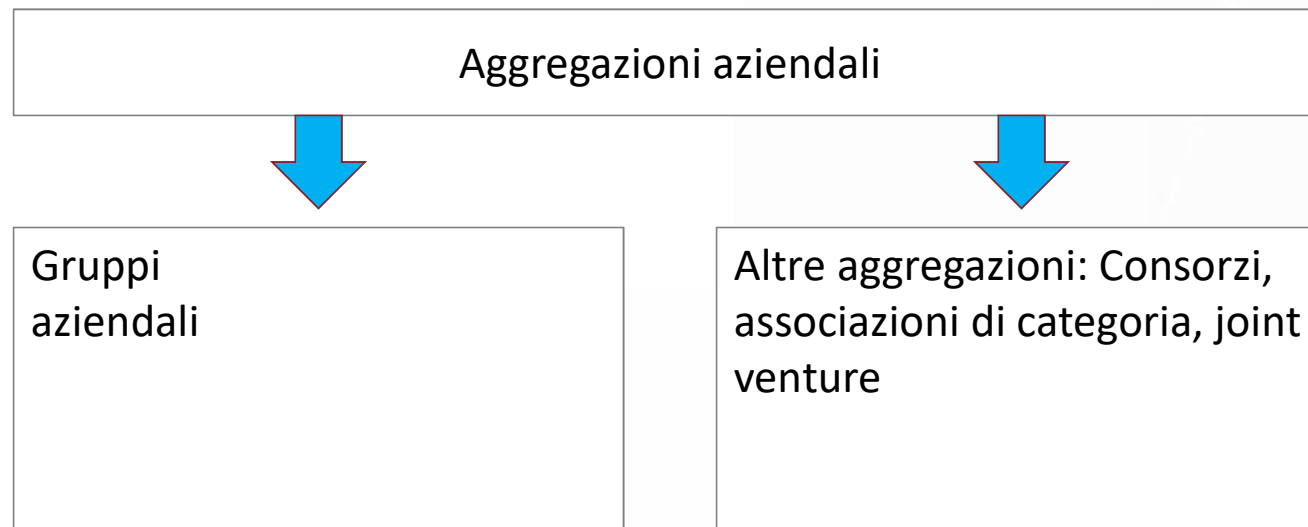 Aggregazioni aziendali
Gruppi
aziendali
Altre aggregazioni: Consorzi,
associazioni di categoria, joint
venture